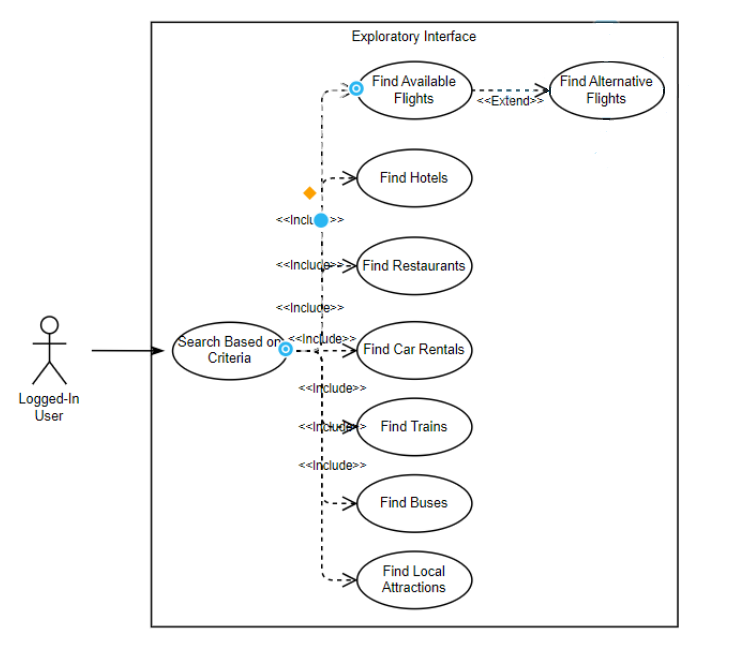 Exploratory Interface
Find Available
Flights
<<Extend>>
Find Alternative
Flights
Find Hotels
<<Include>>
<<Include>>
Find Restaurants
<<Include>>
Search Based on
Criteria
<<Include>>
Find Car Rentals
Logged-In
User
<<Include>>
<<Include>>
Find Trains
<<Include>>
Find Buses
Find Local
Attractions